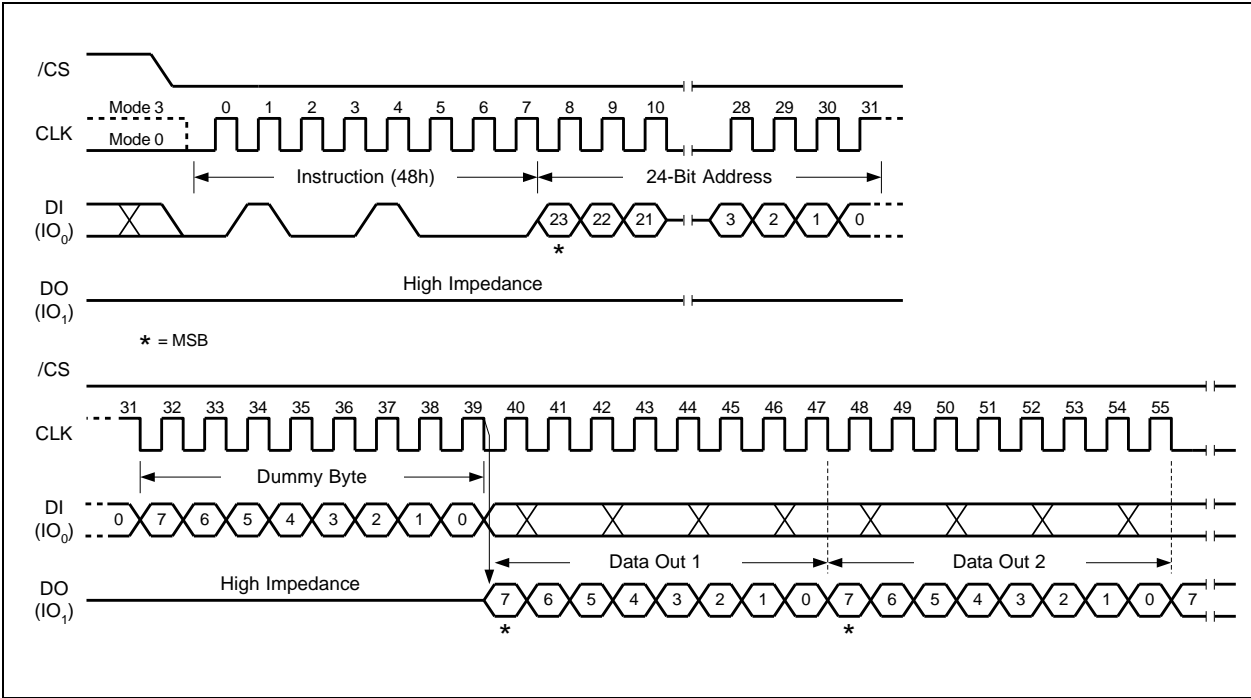 /CS
Mode 3 0 1 2 3 4 5 6 7 8 9 10 28 29 30 31
CLK Mode 0
Instruction (48h) 24-Bit Address
DI
(IO0) 23 22 21 3 2 1 0
*
High Impedance
DO
(IO1)
* = MSB
/CS
31 32 33 34 35 36 37 38 39 40 41 42 43 44 45 46 47 48 49 50 51 52 53 54 55
CLK
Dummy Byte
DI
(IO0) 0 7 6 5 4 3 2 1 0
Data Out 1 Data Out 2
High Impedance
DO
(IO1) 7 6 5 4 3 2 1 0 7 6 5 4 3 2 1 0 7
* *